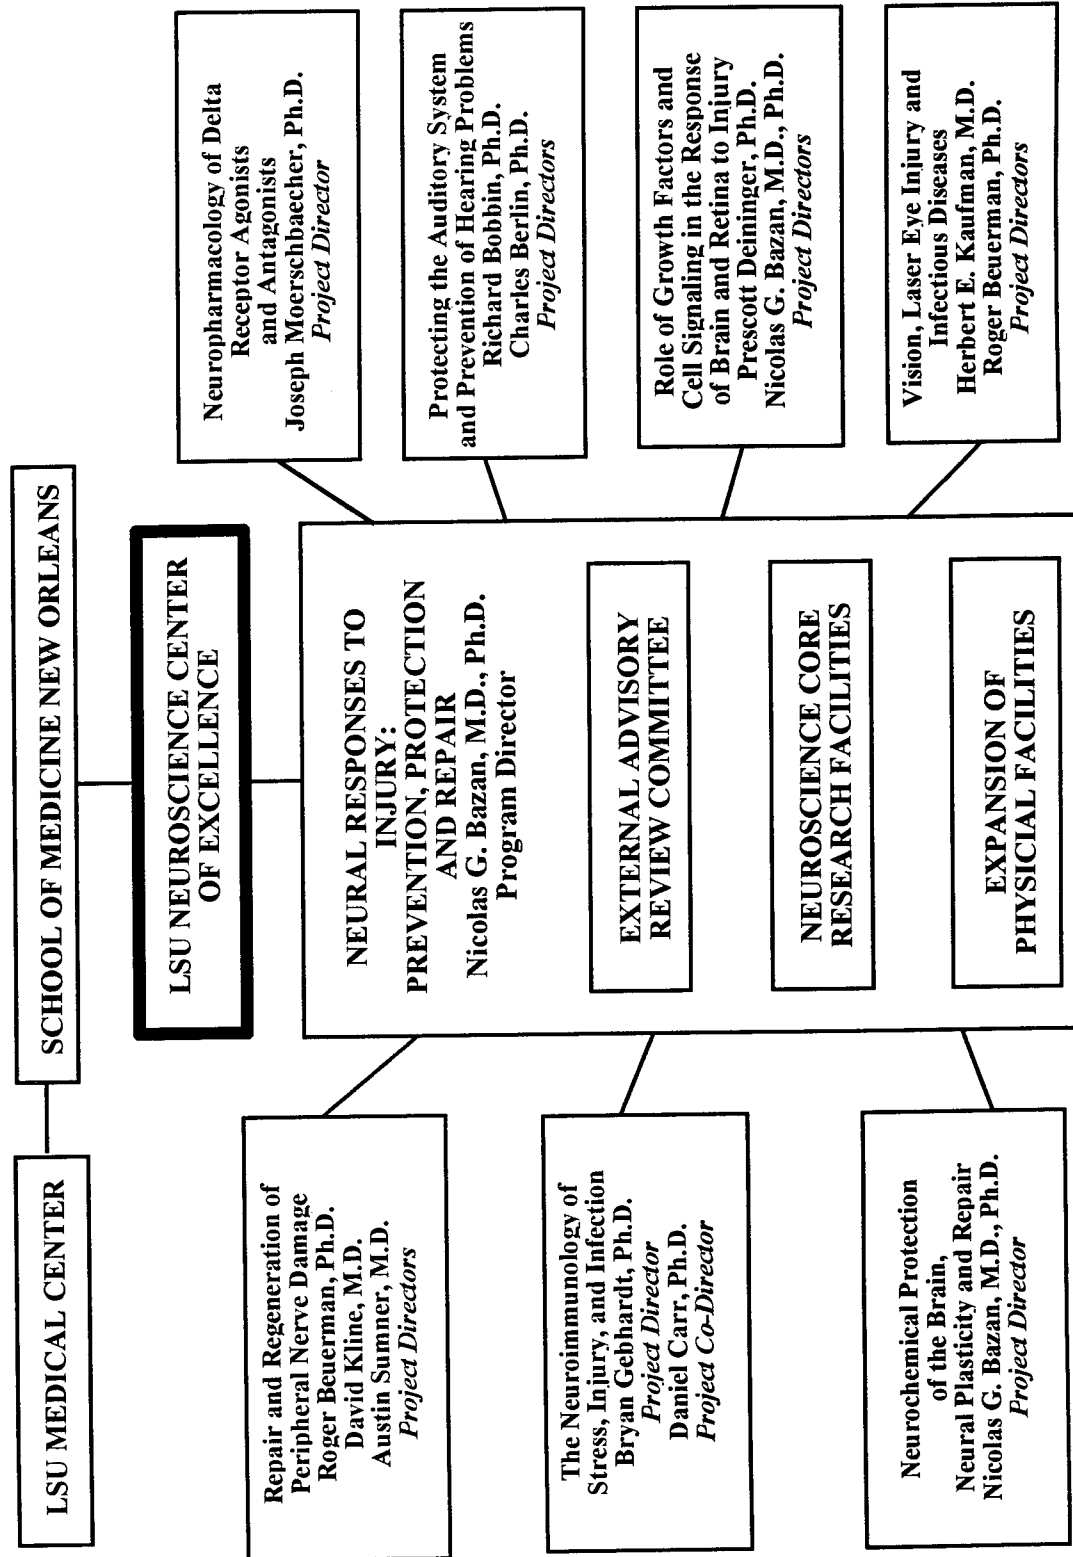 LSU MEDICAL CENTER
SCHOOL OF MEDICINE NEW ORLEANS
LSU NEUROSCIENCE CENTER
OF EXCELLENCE
NEURAL RESPONSES TO
INJURY:
PREVENTION, PROTECTION
AND REPAIR
Nicolas G. Bazan, M.D., Ph.D.
Program Director
EXTERNAL ADVISORY
REVIEW COMMITTEE
NEUROSCIENCE CORE
RESEARCH FACILITIES
EXPANSION OF
PHYSICIAL FACILITIES
Repair and Regeneration of
Peripheral Nerve Damage
Roger Beuerman, Ph.D.
David Kline, M.D.
Austin Sumner, M.D.
Project Directors
The Neuroimmunology of
Stress, Injury, and Infection
Bryan Gebhardt, Ph.D.
Project Director
Daniel Carr, Ph.D.
Project Co-Director
Neurochemical Protection
of the Brain,
Neural Plasticity and Repair
Nicolas G. Bazan, M.D., Ph.D.
Project Director
Neuropharmacology of Delta
Receptor Agonists
and Antagonists
Joseph Moerschbaecher, Ph.D.
Project Director
Protecting the Auditory System
and Prevention of Hearing Problems
Richard Bobbin, Ph.D.
Charles Berlin, Ph.D.
Project Directors
Role of Growth Factors and
Cell Signaling in the Response
of Brain and Retina to Injury
Prescott Deininger, Ph.D.
Nicolas G. Bazan, M.D., Ph.D.
Project Directors
Vision, Laser Eye Injury and
Infectious Diseases
Herbert E. Kaufman, M.D.
Roger Beuerman, Ph.D.
Project Directors